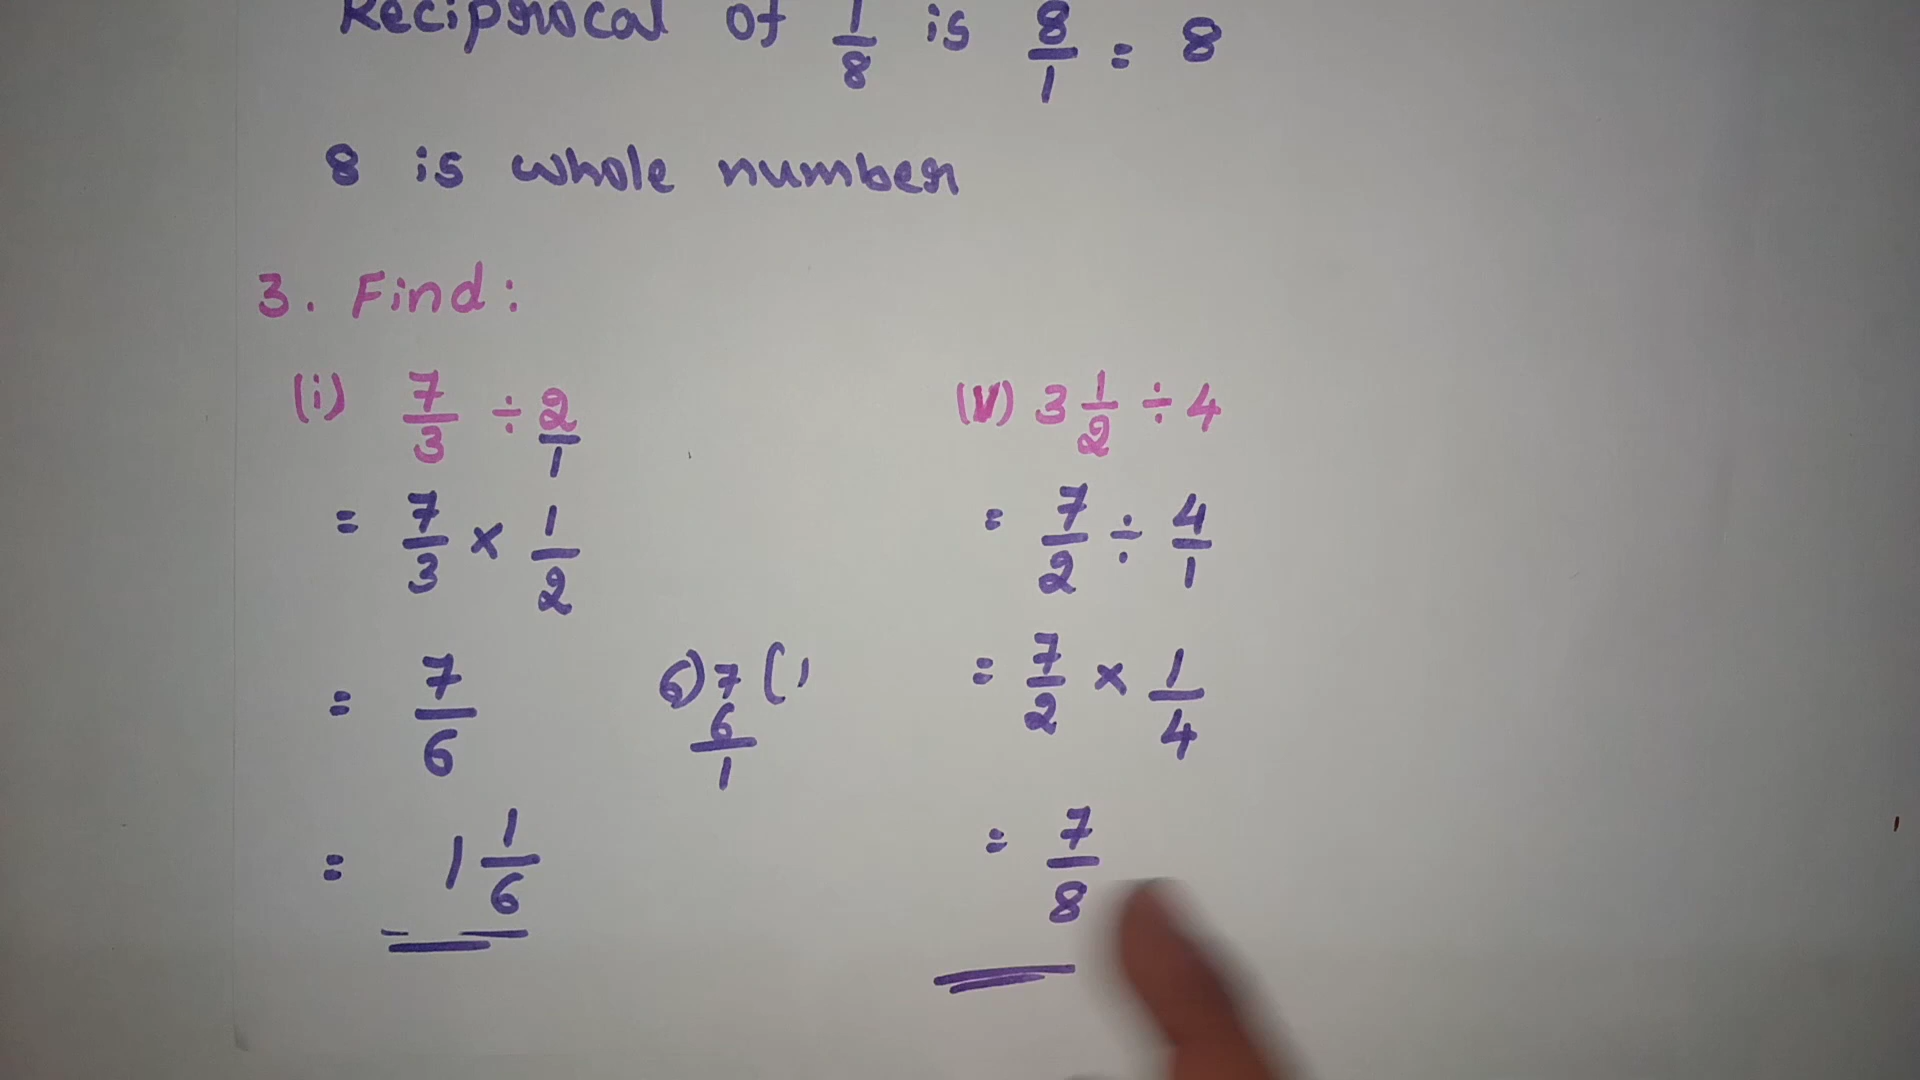 Reciprocal of 1/8 is 8/1 = 8
8 is whole number
3. Find:
(i) 7/3 ÷ 2/1
= 7/3 × 1/2
= 7/6
6)7(1
6
1
= 1 1/6
(V) 3 1/2 ÷ 4
= 7/2 ÷ 4/1
= 7/2 × 1/4
= 7/8